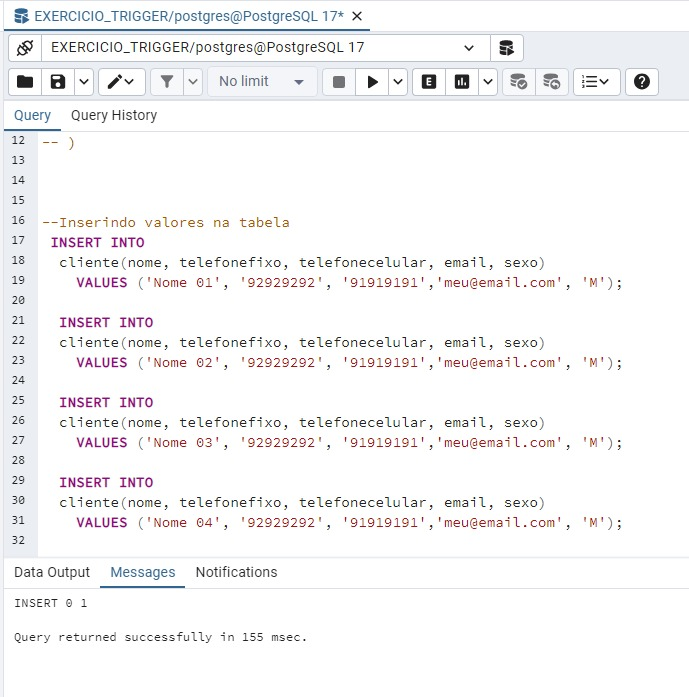 EXERCICIO_TRIGGER/postgres@PostgreSQL 17*
EXERCICIO_TRIGGER/postgres@PostgreSQL 17
No limit
E
Query Query History
12 -- )
13
14
15
16 --Inserindo valores na tabela
17 INSERT INTO
18 cliente(nome, telefonefixo, telefonecelular, email, sexo)
19 VALUES ('Nome 01', '92929292', '91919191','meu@email.com', 'M');
20
21 INSERT INTO
22 cliente(nome, telefonefixo, telefonecelular, email, sexo)
23 VALUES ('Nome 02', '92929292', '91919191','meu@email.com', 'M');
24
25 INSERT INTO
26 cliente(nome, telefonefixo, telefonecelular, email, sexo)
27 VALUES ('Nome 03', '92929292', '91919191','meu@email.com', 'M');
28
29 INSERT INTO
30 cliente(nome, telefonefixo, telefonecelular, email, sexo)
31 VALUES ('Nome 04', '92929292', '91919191','meu@email.com', 'M');
32
Data Output Messages Notifications
INSERT 0 1
Query returned successfully in 155 msec.